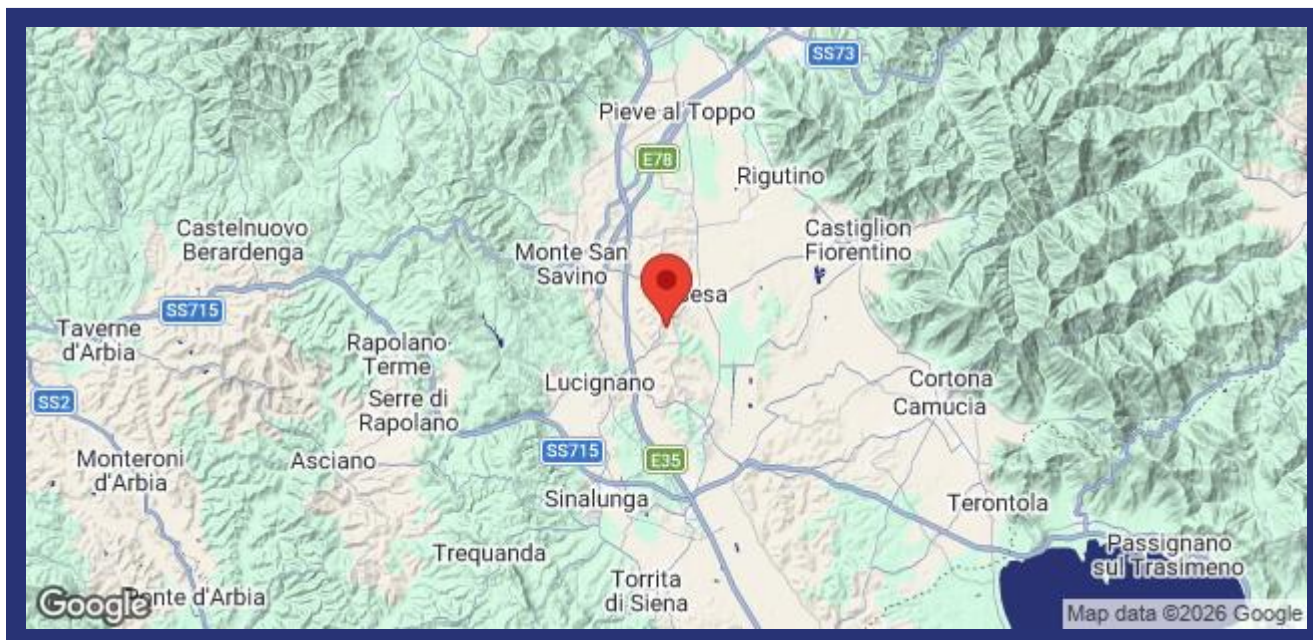 SS73
Pieve al Toppo
E78
Rigutino
Castelnuovo
Berardenga
Monte San
Savino
Castiglion
Fiorentino
SS715
Taverne
d'Arbia
Rapolano
Terme
Lucignano
Cortona
Camucia
SS2
Serre di
Rapolano
Monteroni
d'Arbia
Asciano
SS715
E35
Sinalunga
Terontola
Trequanda
Passignano
sul Trasimeno
Torrita
di Siena
Google
d'Arbia
Map data ©2026 Google